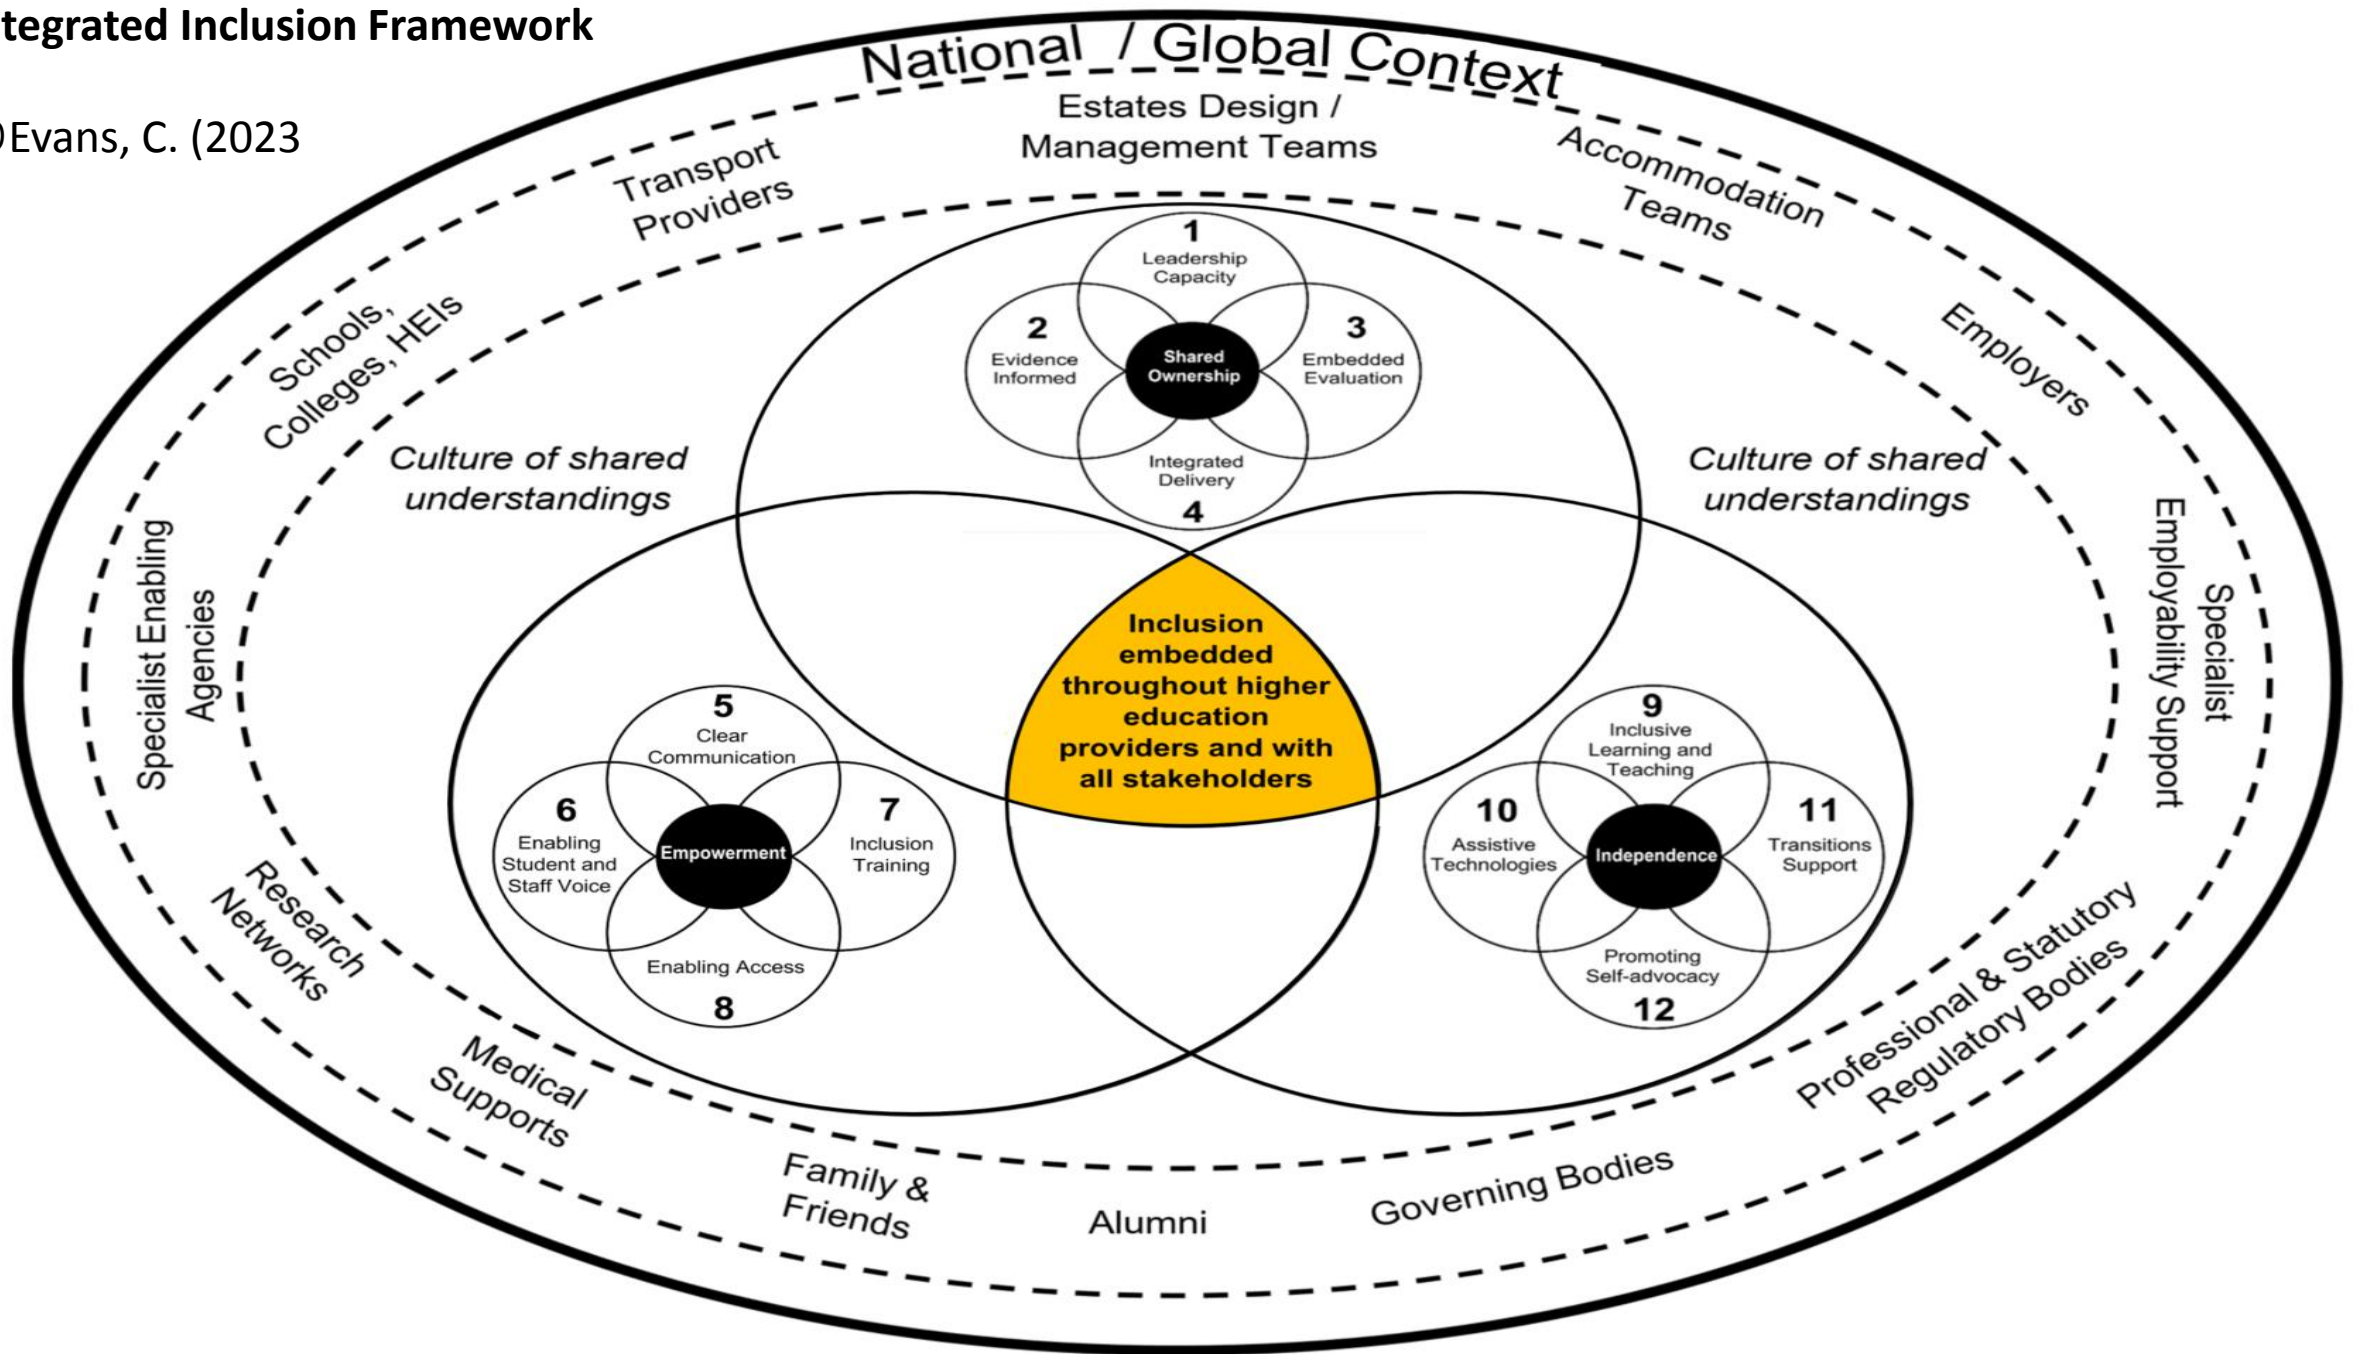 tegrated Inclusion Framework
Evans, C. (2023
National / Global Context
Estates Design /
Management Teams
Transport
Providers
Accommodation
Teams
Schools,
Colleges, HEIs
Employers
Culture of shared
understandings
Culture of shared
understandings
Specialist Enabling
Agencies
Specialist
Employability Support
1
Leadership
Capacity
2
Evidence
Informed
Shared
Ownership
3
Embedded
Evaluation
Integrated
Delivery
4
Inclusion
embedded
throughout higher
education
providers and with
all stakeholders
5
Clear
Communication
6
Enabling
Student and
Staff Voice
Empowerment
7
Inclusion
Training
Enabling Access
8
9
Inclusive
Learning and
Teaching
10
Assistive
Technologies
Independence
11
Transitions
Support
Promoting
Self-advocacy
12
Research
Networks
Medical
Supports
Family &
Friends
Alumni
Governing Bodies
Professional & Statutory
Regulatory Bodies